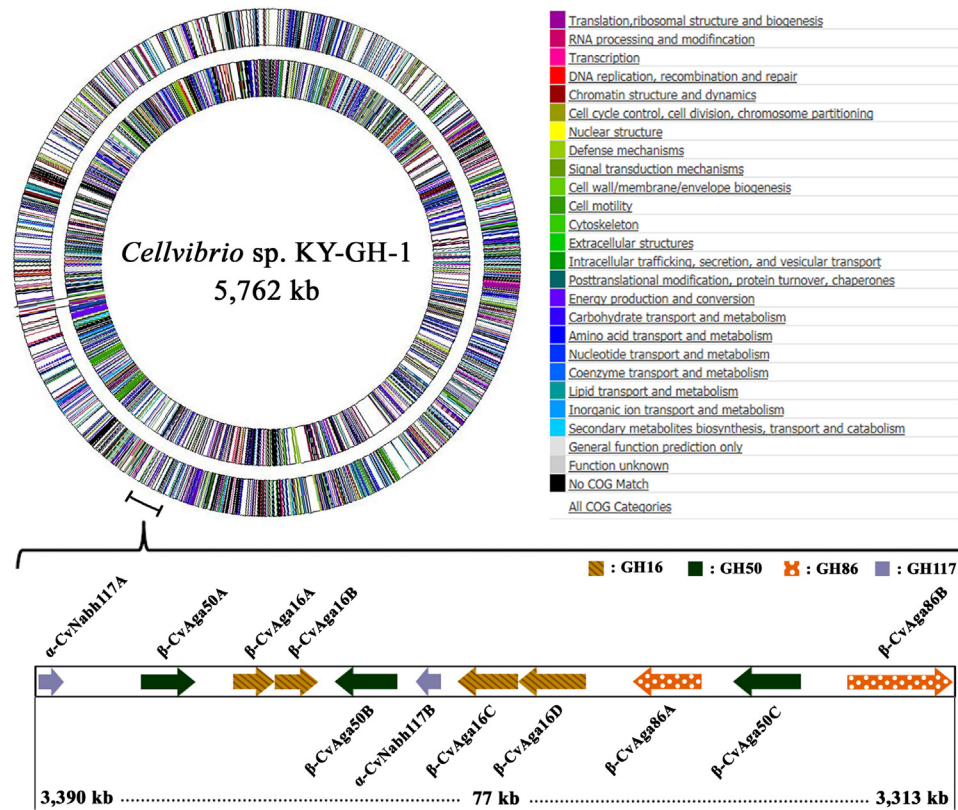 Cellvibrio sp. KY-GH-1
5,762 kb
Translation,ribosomal structure and biogenesis
RNA processing and modifincation
Transcription
DNA replication, recombination and repair
Chromatin structure and dynamics
Cell cycle control, cell division, chromosome partitioning
Nuclear structure
Defense mechanisms
Signal transduction mechanisms
Cell wall/membrane/envelope biogenesis
Cell motility
Cytoskeleton
Extracellular structures
Intracellular trafficking, secretion, and vesicular transport
Posttranslational modification, protein turnover, chaperones
Energy production and conversion
Carbohydrate transport and metabolism
Amino acid transport and metabolism
Nucleotide transport and metabolism
Coenzyme transport and metabolism
Lipid transport and metabolism
Inorganic ion transport and metabolism
Secondary metabolites biosynthesis, transport and catabolism
General function prediction only
Function unknown
No COG Match
All COG Categories
: GH16 : GH50 : GH86 : GH117
α-CvNabh117A
β-CvAga50A
β-CvAga16A
β-CvAga16B
β-CvAga86B
β-CvAga50B
α-CvNabh117B
β-CvAga16C
β-CvAga16D
β-CvAga86A
β-CvAga50C
3,390 kb ........................................ 77 kb ........................................ 3,313 kb